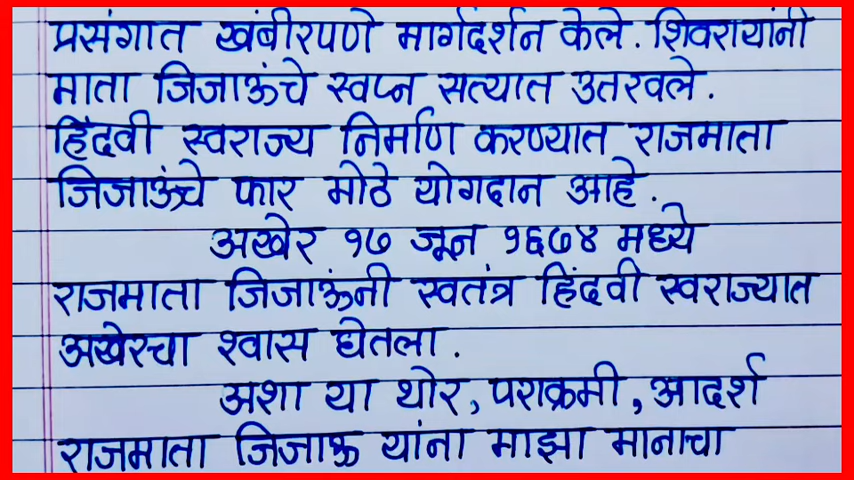 प्रसंगात खंबीरपणे मार्गदर्शन केले. शिवरायांनी
माता जिजाऊंचे स्वप्न सत्यात उतरवले.
हिंदवी स्वराज्य निर्माण करण्यात राजमाता
जिजाऊंचे फार मोठे योगदान आहे.
अखेर १७ जून १६७४ मध्ये
राजमाता जिजाऊंनी स्वतंत्र हिंदवी स्वराज्यात
अखेरचा श्वास घेतला.
अशा या थोर, पराक्रमी, आदर्श
राजमाता जिजाऊ यांना माझा मानाचा